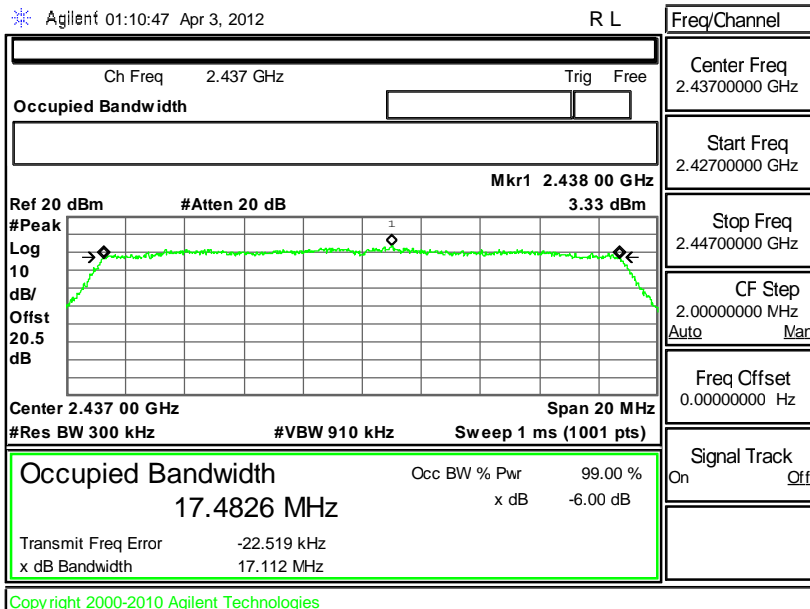 Agilent 01:10:47 Apr 3, 2012 R L
Ch Freq 2.437 GHz Trig Free
Occupied Bandwidth
Mkr1 2.438 00 GHz
Ref 20 dBm #Atten 20 dB 3.33 dBm
#Peak
Log
10
dB/
Offst
20.5
dB
1
Center 2.437 00 GHz Span 20 MHz
#Res BW 300 kHz #VBW 910 kHz Sweep 1 ms (1001 pts)
Occupied Bandwidth
17.4826 MHz
Occ BW % Pwr 99.00 %
x dB -6.00 dB
Transmit Freq Error -22.519 kHz
x dB Bandwidth 17.112 MHz
Copyright 2000-2010 Agilent Technologies
Freq/Channel
Center Freq
2.43700000 GHz
Start Freq
2.42700000 GHz
Stop Freq
2.44700000 GHz
CF Step
2.00000000 MHz
Auto Man
Freq Offset
0.00000000 Hz
Signal Track
On Off